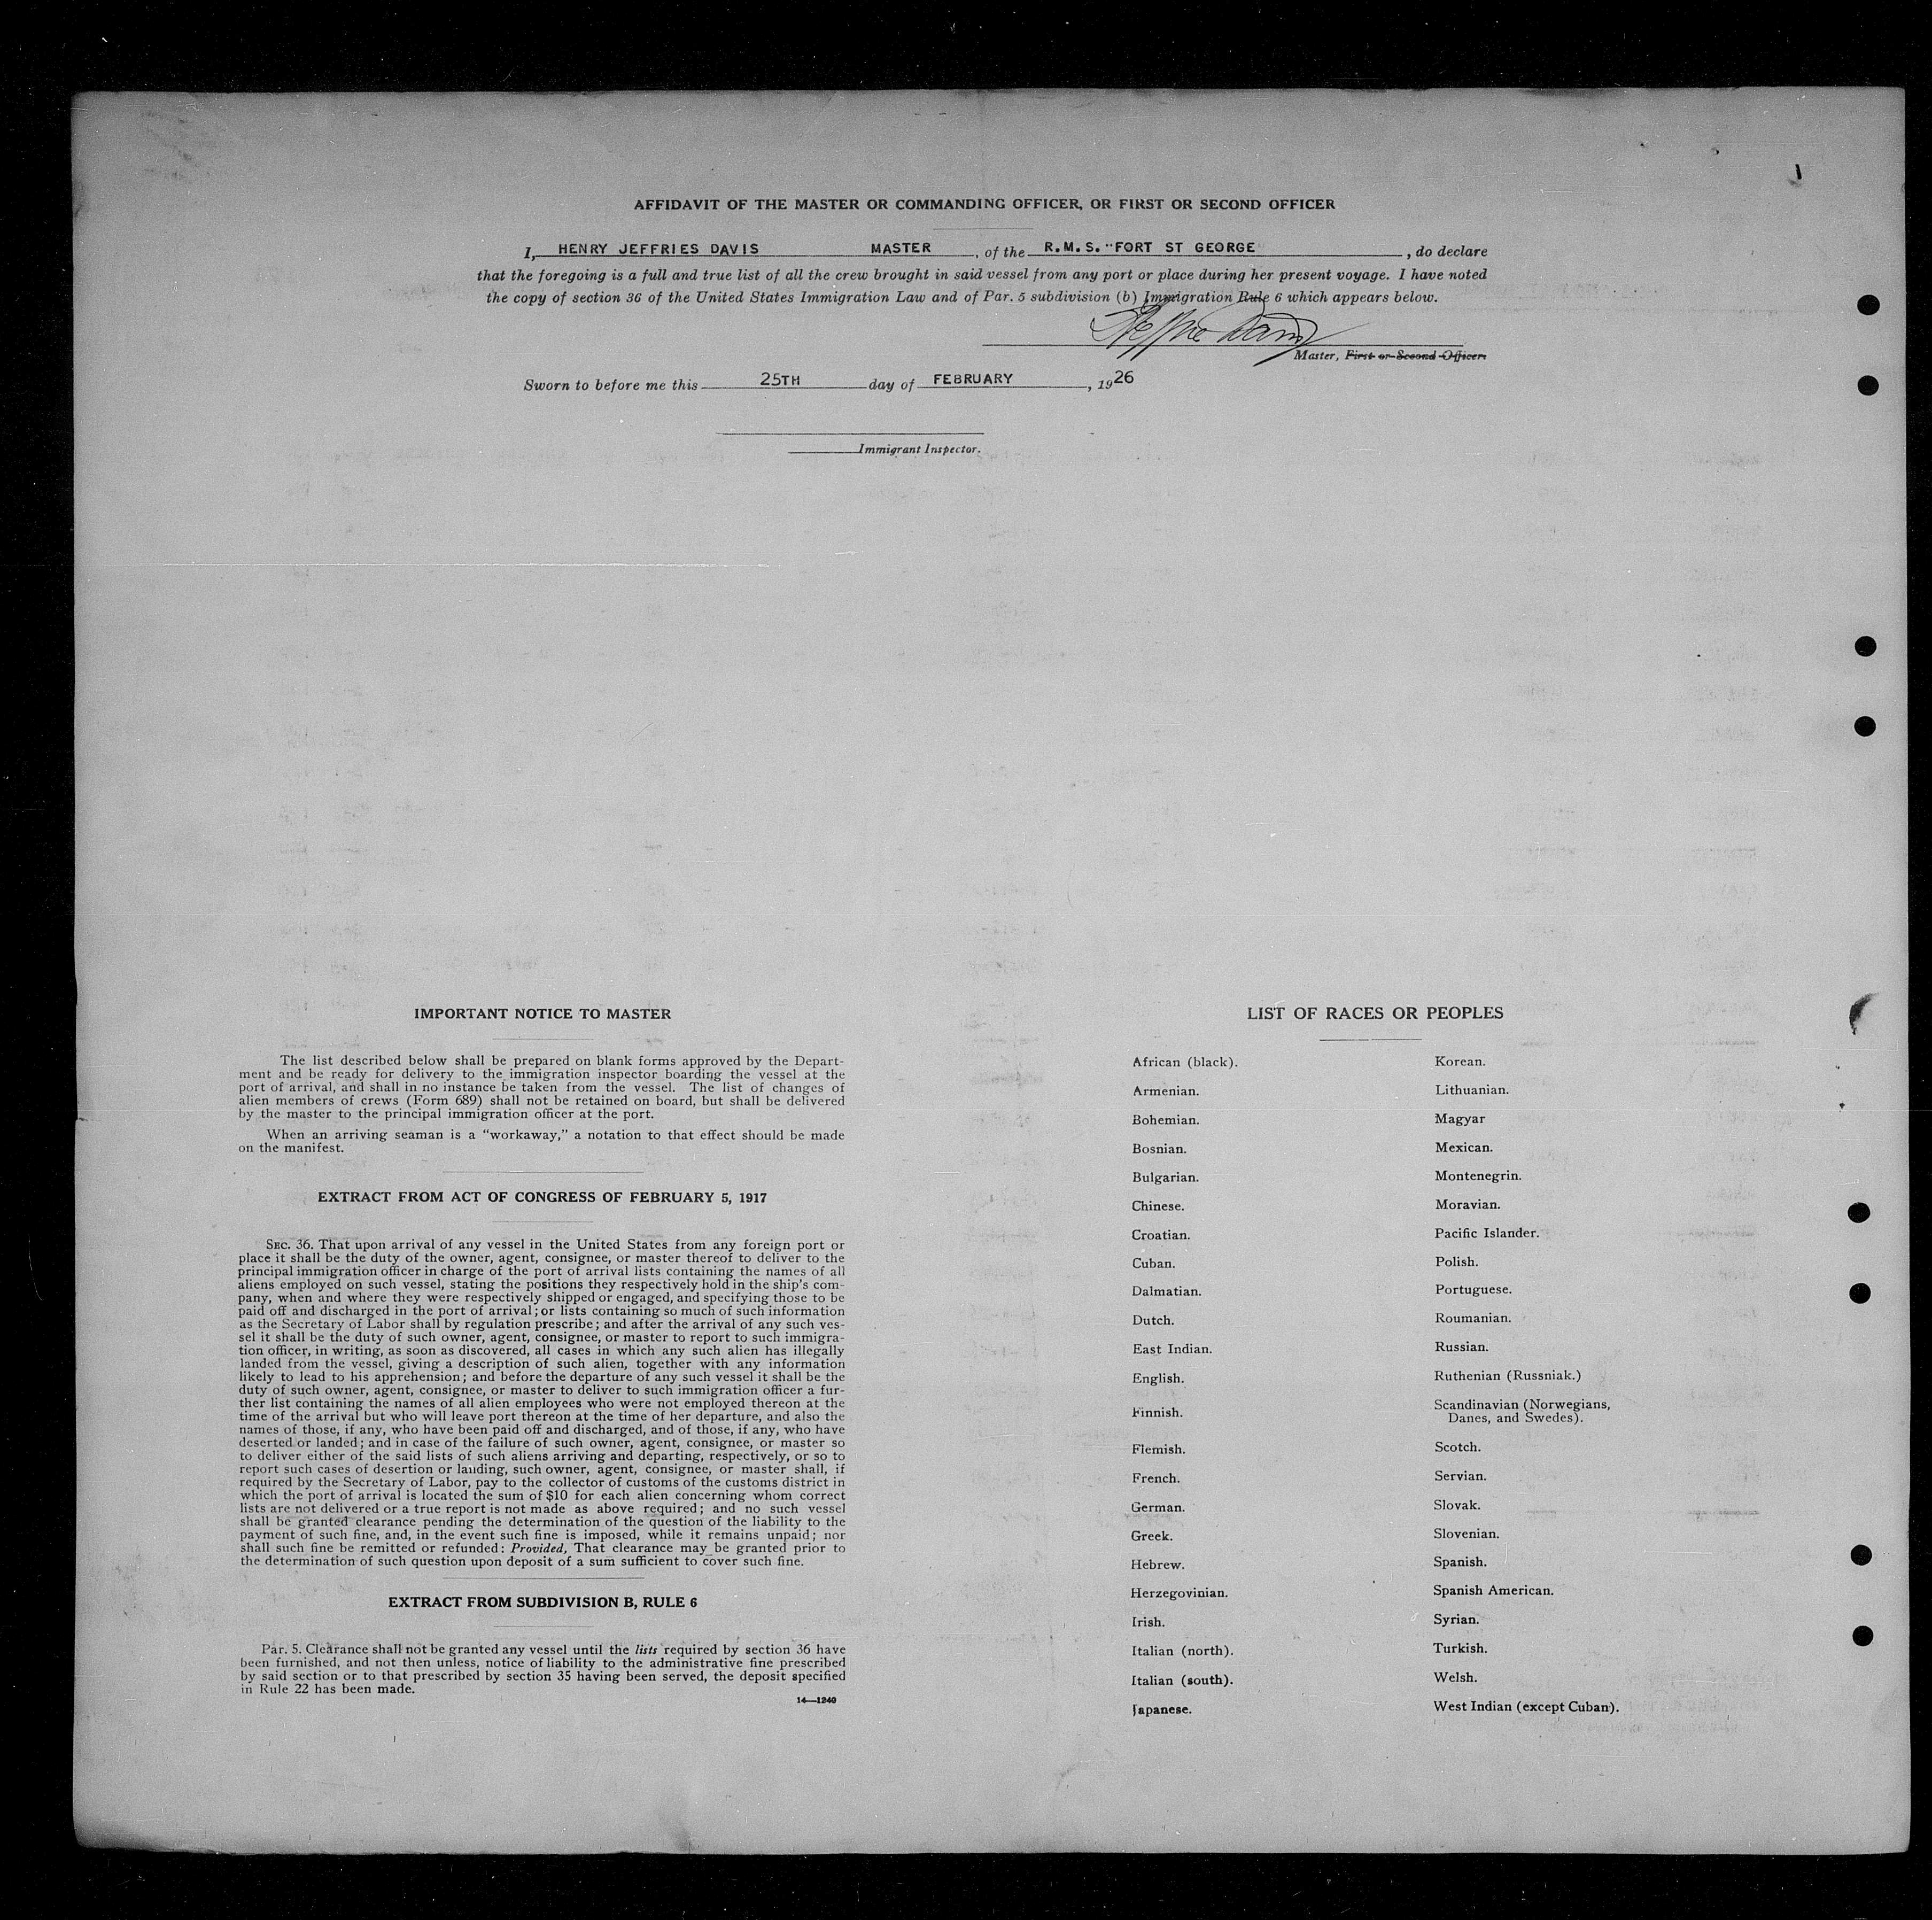 AFFIDAVIT OF THE MASTER OR COMMANDING OFFICER, OR FIRST OR SECOND OFFICER
I, HENRY JEFFRIES DAVIS MASTER, of the R.M.S. "FORT ST GEORGE", do declare
that the foregoing is a full and true list of all the crew brought in said vessel from any port or place during her present voyage. I have noted
the copy of section 36 of the United States Immigration Law and of Par. 5 subdivision (b) Immigration Rule 6 which appears below.
Master, First or Second Officer.
Sworn to before me this 25TH day of FEBRUARY, 1926
Immigrant Inspector.
IMPORTANT NOTICE TO MASTER
The list described below shall be prepared on blank forms approved by the Depart-
ment and be ready for delivery to the immigration inspector boarding the vessel at the
port of arrival, and shall in no instance be taken from the vessel. The list of changes of
alien members of crews (Form 689) shall not be retained on board, but shall be delivered
by the master to the principal immigration officer at the port.
When an arriving seaman is a "workaway," a notation to that effect should be made
on the manifest.
EXTRACT FROM ACT OF CONGRESS OF FEBRUARY 5, 1917
SEC. 36. That upon arrival of any vessel in the United States from any foreign port or
place it shall be the duty of the owner, agent, consignee, or master thereof to deliver to the
principal immigration officer in charge of the port of arrival lists containing the names of all
aliens employed on such vessel, stating the positions they respectively hold in the ship's com-
pany, when and where they were respectively shipped or engaged, and specifying those to be
paid off and discharged in the port of arrival; or lists containing so much of such information
as the Secretary of Labor shall by regulation prescribe; and after the arrival of any such ves-
sel it shall be the duty of such owner, agent, consignee, or master to report to such immigra-
tion officer, in writing, as soon as discovered, all cases in which any such alien has illegally
landed from the vessel, giving a description of such alien, together with any information
likely to lead to his apprehension; and before the departure of any such vessel it shall be the
duty of such owner, agent, consignee, or master to deliver to such immigration officer a fur-
ther list containing the names of all alien employees who were not employed thereon at the
time of the arrival but who will leave port thereon at the time of her departure, and also the
names of those, if any, who have been paid off and discharged, and of those, if any, who have
deserted or landed; and in case of the failure of such owner, agent, consignee, or master so
to deliver either of the said lists of such aliens arriving and departing, respectively, or so to
report such cases of desertion or landing, such owner, agent, consignee, or master shall, if
required by the Secretary of Labor, pay to the collector of customs of the customs district in
which the port of arrival is located the sum of $10 for each alien concerning whom correct
lists are not delivered or a true report is not made as above required; and no such vessel
shall be granted clearance pending the determination of the question of the liability to the
payment of such fine, and, in the event such fine is imposed, while it remains unpaid; nor
shall such fine be remitted or refunded: Provided, That clearance may be granted prior to
the determination of such question upon deposit of a sum sufficient to cover such fine.
EXTRACT FROM SUBDIVISION B, RULE 6
Par. 5. Clearance shall not be granted any vessel until the lists required by section 36 have
been furnished, and not then unless, notice of liability to the administrative fine prescribed
by said section or to that prescribed by section 35 having been served, the deposit specified
in Rule 22 has been made.
14—1240
LIST OF RACES OR PEOPLES
African (black).
Armenian.
Bohemian.
Bosnian.
Bulgarian.
Chinese.
Croatian.
Cuban.
Dalmatian.
Dutch.
East Indian.
English.
Finnish.
Flemish.
French.
German.
Greek.
Hebrew.
Herzegovinian.
Irish.
Italian (north).
Italian (south).
Japanese.
Korean.
Lithuanian.
Magyar
Mexican.
Montenegrin.
Moravian.
Pacific Islander.
Polish.
Portuguese.
Roumanian.
Russian.
Ruthenian (Russniak.)
Scandinavian (Norwegians,
Danes, and Swedes).
Scotch.
Servian.
Slovak.
Slovenian.
Spanish.
Spanish American.
Syrian.
Turkish.
Welsh.
West Indian (except Cuban).